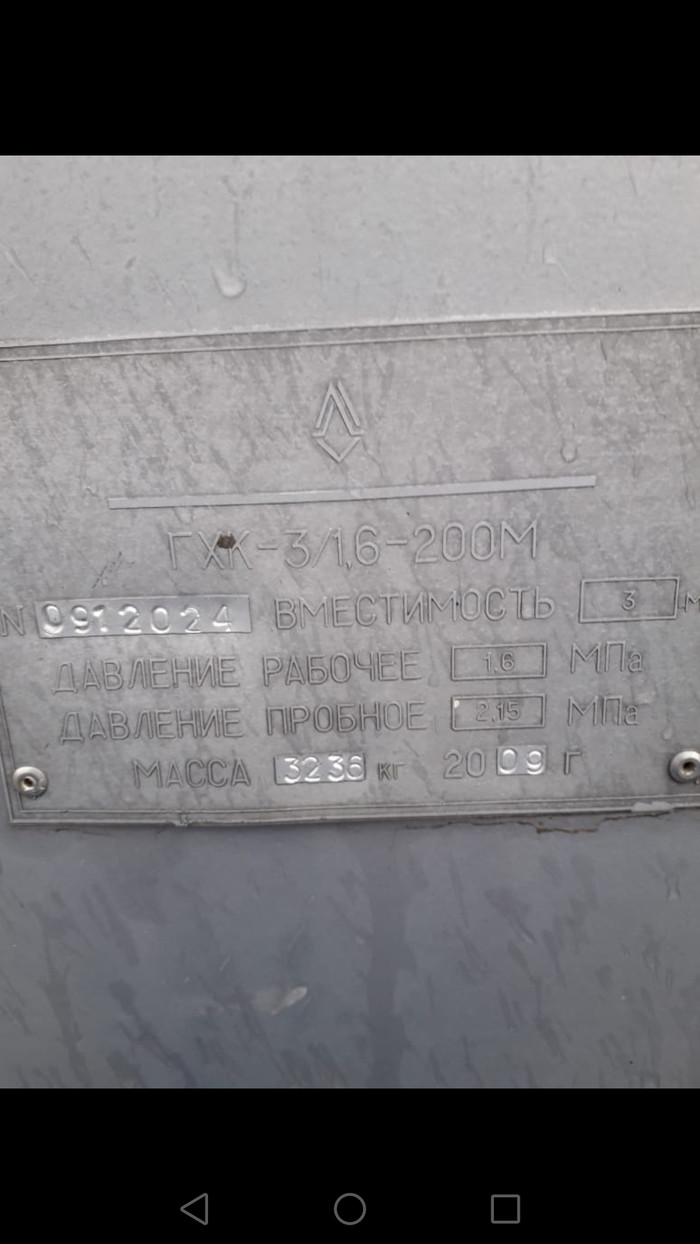 ГХК-3/1,6-200М
N 0912024 ВМЕСТИМОСТЬ 3 М
ДАВЛЕНИЕ РАБОЧЕЕ 1,6 МПа
ДАВЛЕНИЕ ПРОБНОЕ 2,15 МПа
МАССА 3236 кг 2009 г